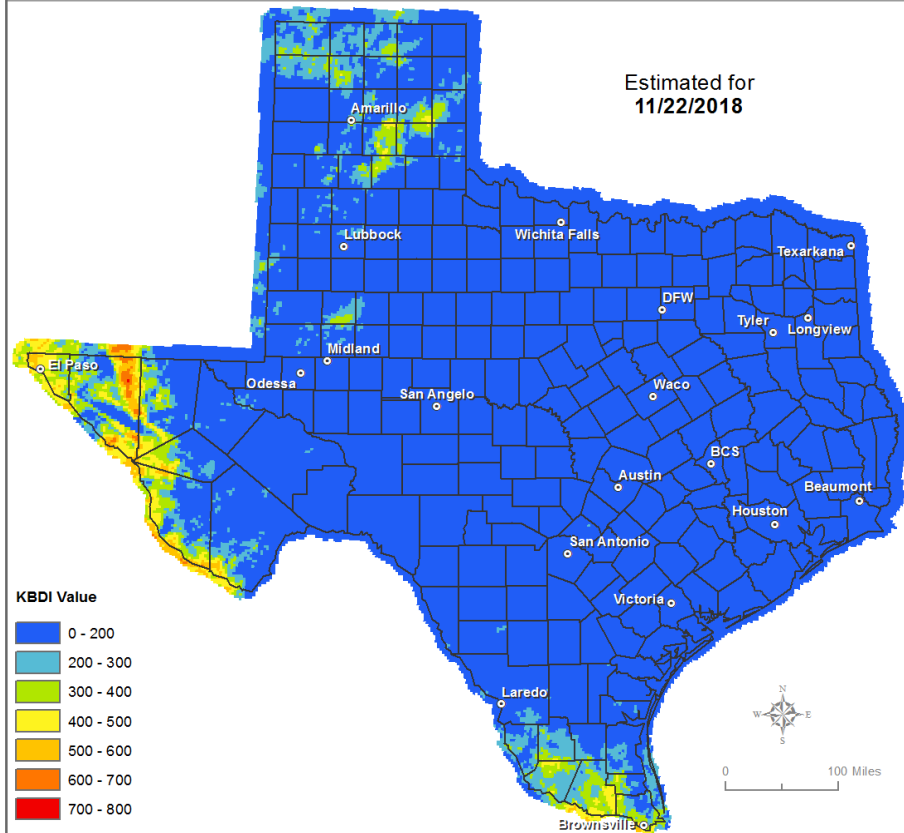 Estimated for
11/22/2018
Amarillo
Lubbock
Wichita Falls
Texarkana
DFW
Tyler
Longview
Midland
El Paso
Odessa
San Angelo
Waco
BCS
Austin
Beaumont
Houston
San Antonio
Victoria
KBDI Value
0 - 200
200 - 300
300 - 400
400 - 500
500 - 600
600 - 700
700 - 800
Laredo
Brownsville
N
W E
S
0 100 Miles